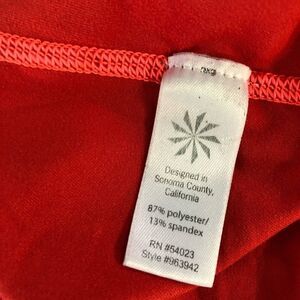 Designed in
Sonoma County,
California
87% polyester/
13% spandex
RN #54023
Style #963942